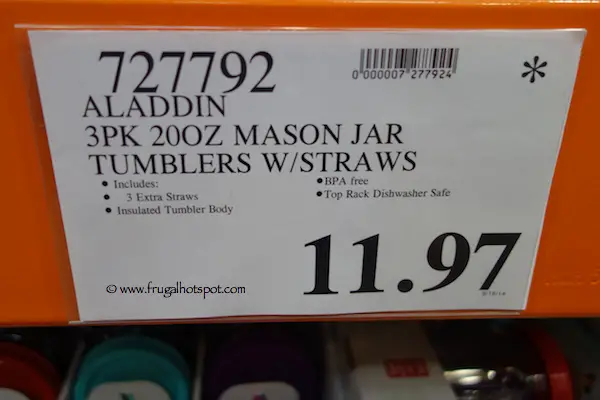 727792
0 000007 277924
*
ALADDIN
3PK 20OZ MASON JAR
TUMBLERS W/STRAWS
• Includes:
• 3 Extra Straws
• Insulated Tumbler Body
• BPA free
• Top Rack Dishwasher Safe
11.97
© www.frugalhotspot.com